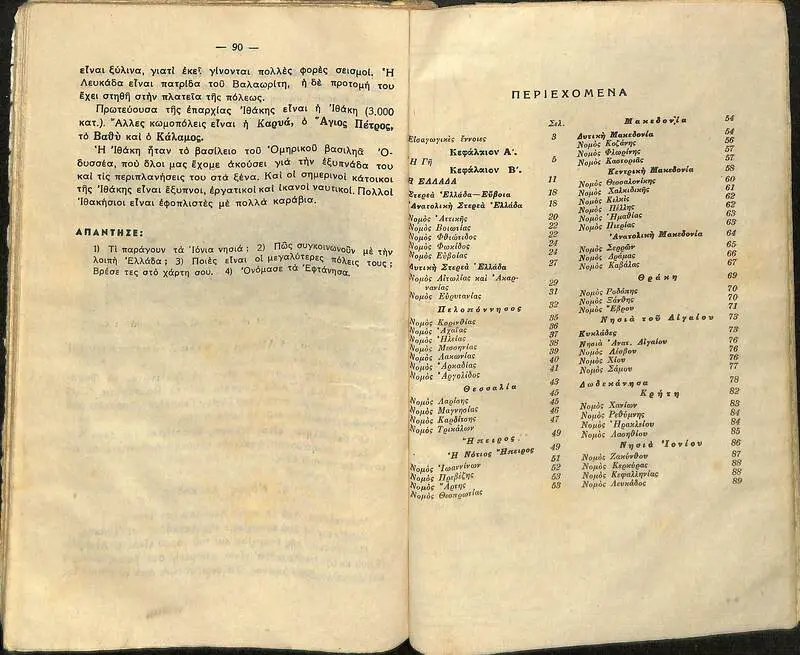 — 90 —
εἶναι ξύλινα, γιατὶ ἐκεῖ γίνονται πολλὲς φορὲς σεισμοί. Ἡ
Λευκάδα εἶναι πατρίδα τοῦ Βαλαωρίτη, ἡ δὲ προτομή του
ἔχει στηθῆ στὴν πλατεῖα τῆς πόλεως.
Πρωτεύουσα τῆς ἐπαρχίας Ἰθάκης εἶναι ἡ Ἰθάκη (3.000
κατ.). Ἄλλες κωμοπόλεις εἶναι ἡ Καρυά, ὁ Ἅγιος Πέτρος,
τὸ Βαθὺ καὶ ὁ Κάλαμος.
Ἡ Ἰθάκη ἦταν τὸ βασίλειο τοῦ Ὁμηρικοῦ βασιληᾶ Ὀ-
δυσσέα, ποὺ ὅλοι μας ἔχομε ἀκούσει γιὰ τὴν ἐξυπνάδα του
καὶ τὶς περιπλανήσεις του στὰ ξένα. Καὶ οἱ σημερινοὶ κάτοικοι
τῆς Ἰθάκης εἶναι ἔξυπνοι, ἐργατικοὶ καὶ ἱκανοὶ ναυτικοί. Πολλοὶ
Ἰθακήσιοι εἶναι ἐφοπλιστὲς μὲ πολλὰ καράβια.
ΑΠΑΝΤΗΣΕ:
1) Τὶ παράγουν τὰ Ἰόνια νησιά; 2) Πῶς συγκοινωνοῦν μὲ τὴν
λοιπὴ Ἑλλάδα; 3) Ποιὲς εἶναι οἱ μεγαλύτερες πόλεις τους;
Βρέσε τες στὸ χάρτη σου. 4) Ὀνόμασε τὰ Ἑφτάνησα.
ΠΕΡΙΕΧΟΜΕΝΑ
Σελ.
Εἰσαγωγικὲς Ἔννοιες 3
Κεφάλαιον Α΄.
Ἡ Γῆ 5
Κεφάλαιον Β΄.
Η ΕΛΛΑΔΑ 11
Στερεὰ Ἑλλάδα—Εὔβοια 18
Ἀνατολικὴ Στερεὰ Ἑλλάδα 18
Νομὸς Ἀττικῆς 20
Νομὸς Βοιωτίας 22
Νομὸς Φθιώτιδος 22
Νομὸς Φωκίδος 24
Νομὸς Εὐβοίας 24
Δυτικὴ Στερεὰ Ἑλλάδα 27
Νομὸς Αἰτωλίας καὶ Ἀκαρ-
νανίας 29
Νομὸς Εὐρυτανίας 31
Πελοπόννησος 32
Νομὸς Κορινθίας 35
Νομὸς Ἀχαΐας 36
Νομὸς Ἠλείας 37
Νομὸς Μεσσηνίας 38
Νομὸς Λακωνίας 39
Νομὸς Ἀρκαδίας 40
Νομὸς Ἀργολίδος 41
Θεσσαλία 43
Νομὸς Λαρίσης 45
Νομὸς Μαγνησίας 45
Νομὸς Καρδίτσης 46
Νομὸς Τρικάλων 47
Ἤπειρος. 49
Ἡ Νότιος Ἤπειρος 49
Νομὸς Ἰωαννίνων 51
Νομὸς Πρεβέζης 52
Νομὸς Ἄρτης 53
Νομὸς Θεσπρωτίας 53
Μακεδονία 54
Δυτικὴ Μακεδονία 54
Νομὸς Κοζάνης 56
Νομὸς Φλωρίνης 57
Νομὸς Καστοριᾶς 57
Κεντρικὴ Μακεδονία 58
Νομὸς Θεσσαλονίκης 60
Νομὸς Χαλκιδικῆς 61
Νομὸς Κιλκὶς 62
Νομὸς Πέλλης 62
Νομὸς Ἠμαθίας 63
Νομὸς Πιερίας 63
Ἀνατολικὴ Μακεδονία 64
Νομὸς Σερρῶν 65
Νομὸς Δράμας 66
Νομὸς Καβάλας 67
Θράκη 69
Νομὸς Ροδόπης 70
Νομὸς Ξάνθης 70
Νομὸς Ἕβρου 71
Νησιὰ τοῦ Αἰγαίου 73
Κυκλάδες 73
Νησιὰ Ἀνατ. Αἰγαίου 76
Νομὸς Λέσβου 76
Νομὸς Χίου 76
Νομὸς Σάμου 77
Δωδεκάνησα 78
Κρήτη 82
Νομὸς Χανίων 83
Νομὸς Ρεθύμνης 84
Νομὸς Ἡρακλείου 84
Νομὸς Λασηθίου 85
Νησιὰ Ἰονίου 86
Νομὸς Ζακύνθου 87
Νομὸς Κερκύρας 88
Νομὸς Κεφαλληνίας 88
Νομὸς Λευκάδος 89